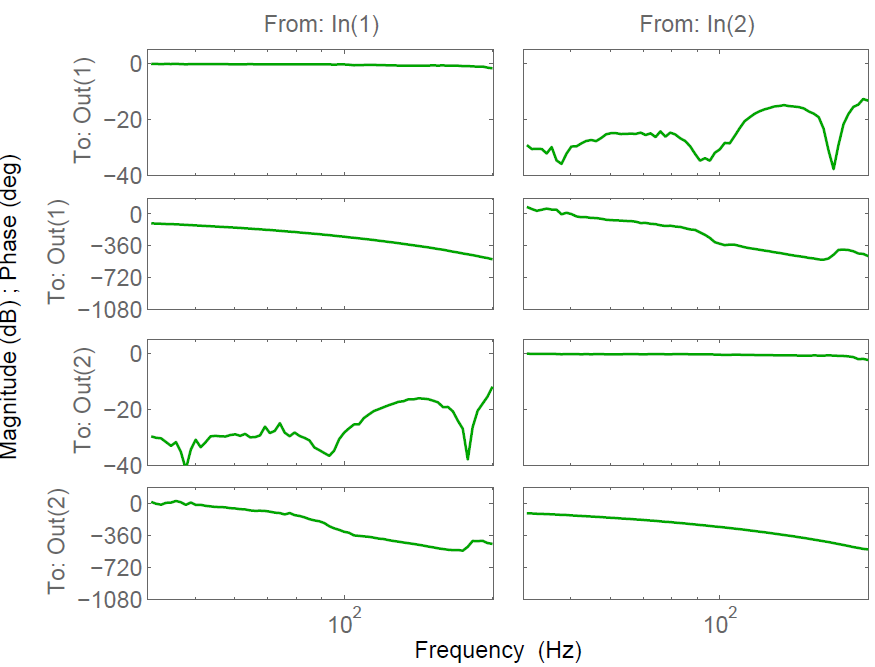 From: In(1)
From: In(2)
Magnitude (dB) ; Phase (deg)
To: Out(1)
0
−20
−40
To: Out(1)
0
−360
−720
−1080
To: Out(2)
0
−20
−40
To: Out(2)
0
−360
−720
−1080
10²
10²
Frequency (Hz)